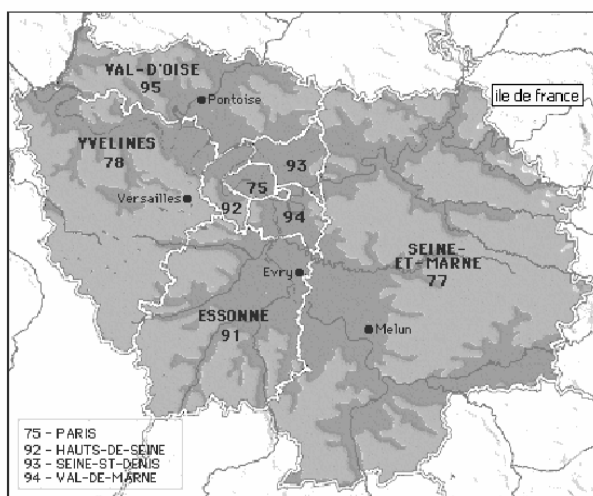 VAL-D'OISE
95
Pontoise
ile de france
YVELINES
78
93
75
Versailles
92
94
SEINE-
ET-MARNE
77
Evry
ESSONNE
91
Melun
75 - PARIS
92 - HAUTS-DE-SEINE
93 - SEINE-ST-DENIS
94 - VAL-DE-MARNE